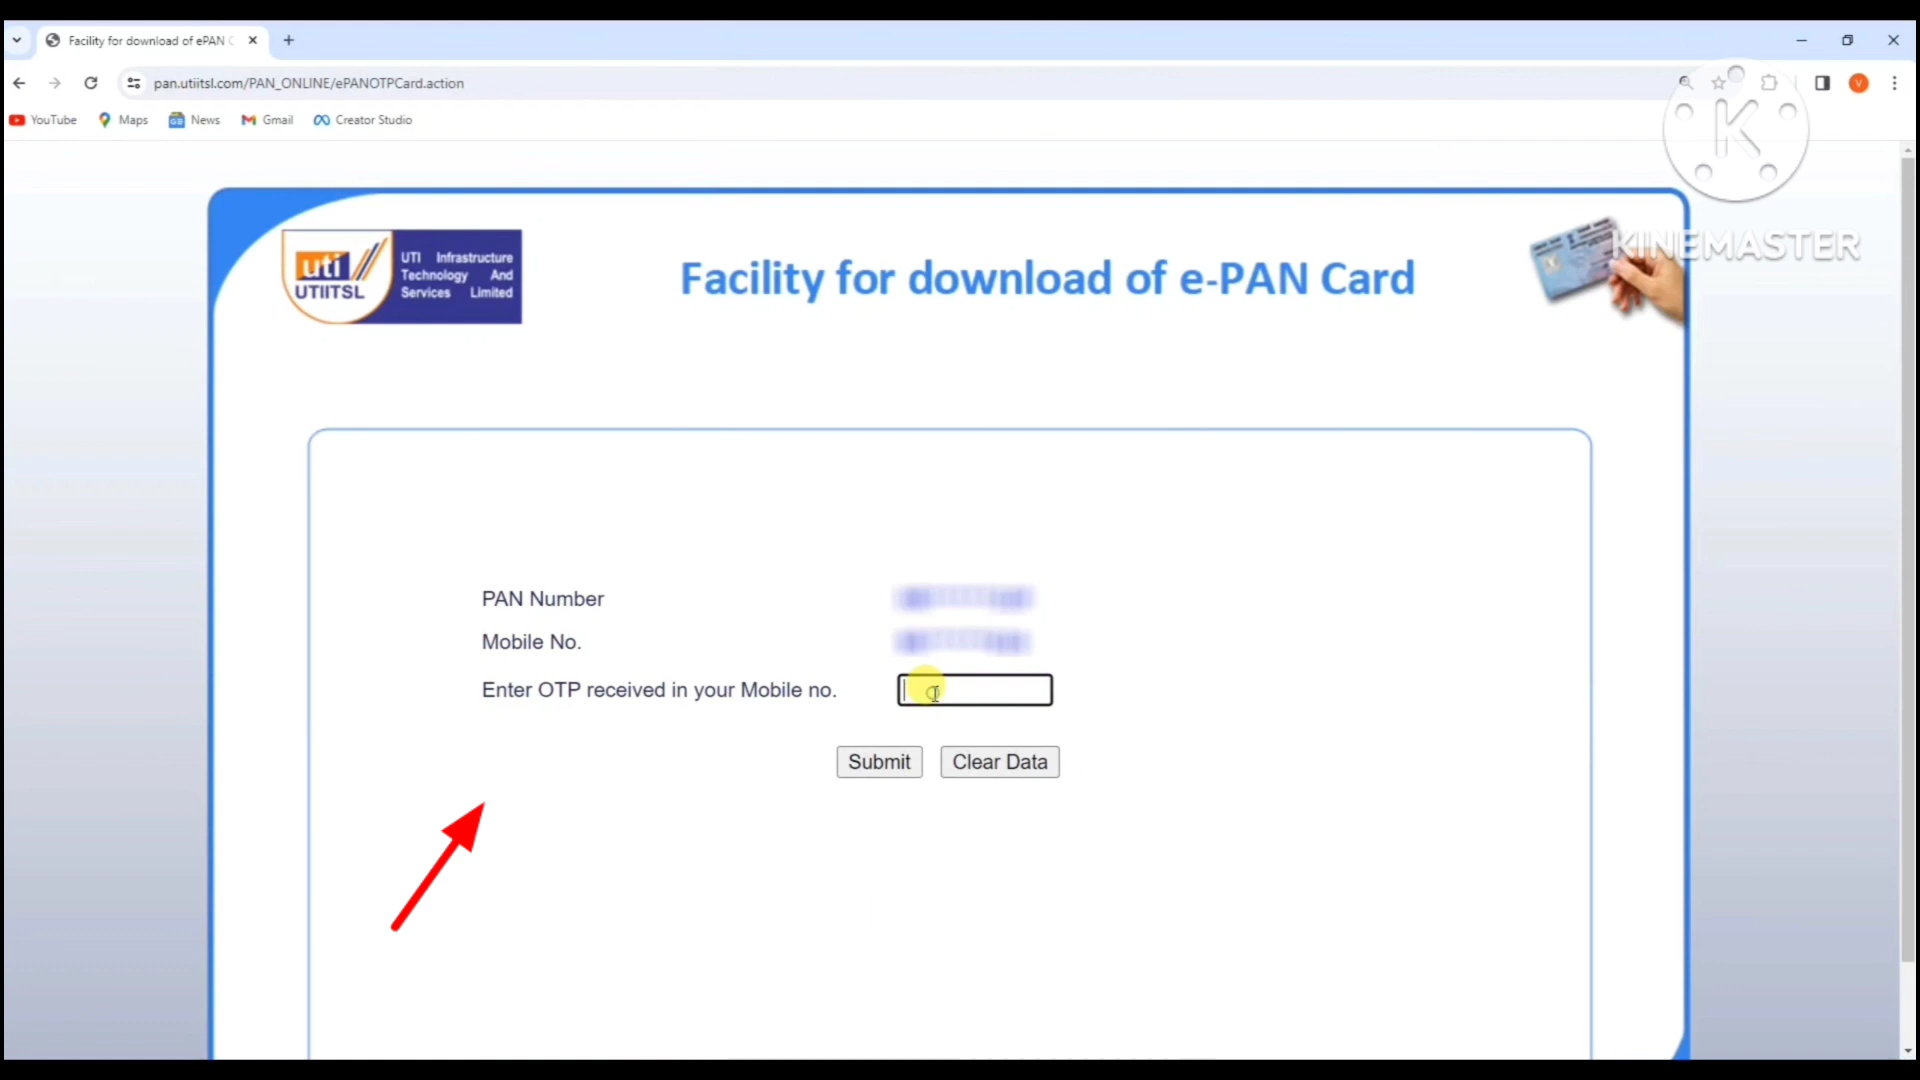 Facility for download of ePAN C
pan.utiitsl.com/PAN_ONLINE/ePANOTPCard.action
V
YouTube Maps News Gmail Creator Studio
K
KINEMASTER
uti
UTIITSL
UTI Infrastructure
Technology And
Services Limited
Facility for download of e-PAN Card
PAN Number
Mobile No.
Enter OTP received in your Mobile no.
Submit Clear Data